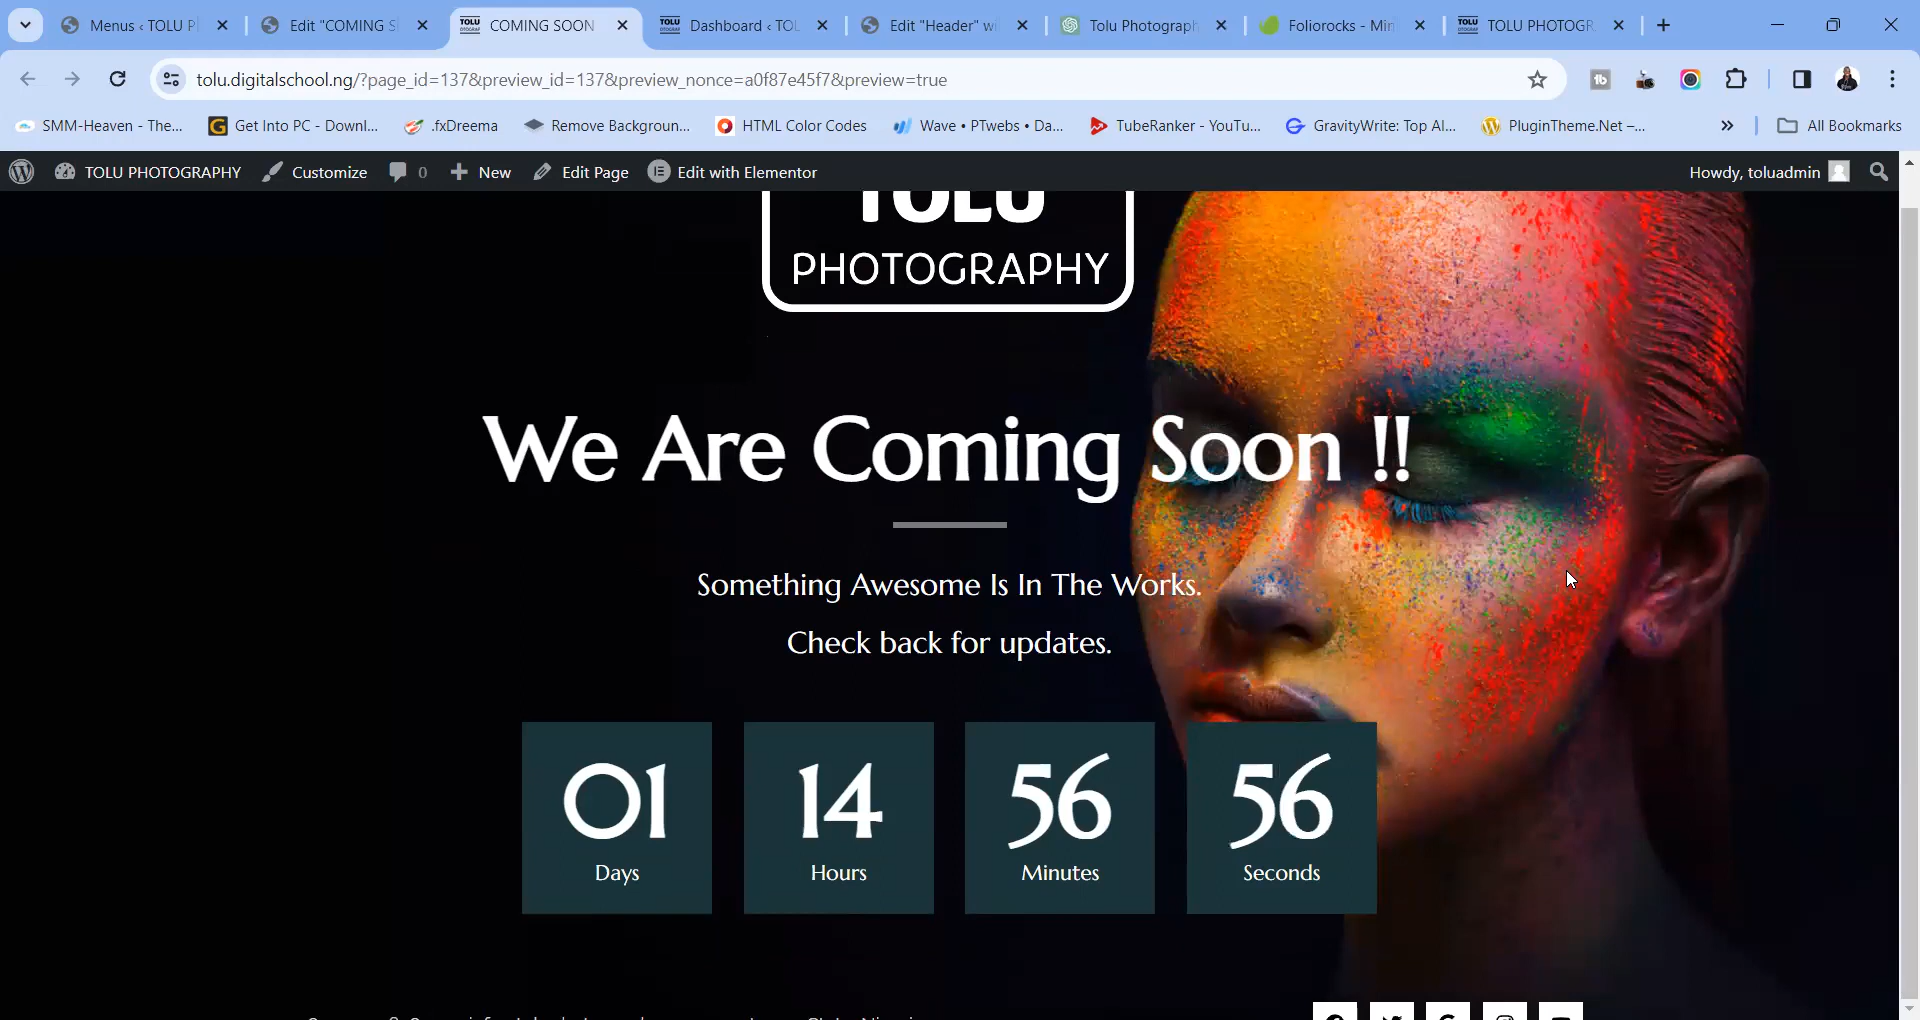 Menus ‹ TOLU P
Edit "COMING S
COMING SOON
Dashboard ‹ TOL
Edit "Header" wi
Tolu Photograph
Foliorocks - Min
TOLU PHOTOGR
tolu.digitalschool.ng/?page_id=137&preview_id=137&preview_nonce=a0f87e45f7&preview=true
SMM-Heaven - The...
Get Into PC - Downl...
.fxDreema
Remove Backgroun...
HTML Color Codes
Wave • PTwebs • Da...
TubeRanker - YouTu...
GravityWrite: Top AI...
PluginTheme.Net –...
»
All Bookmarks
TOLU PHOTOGRAPHY
Customize
0
New
Edit Page
Edit with Elementor
Howdy, toluadmin
TOLU
PHOTOGRAPHY
We Are Coming Soon !!
Something Awesome Is In The Works.
Check back for updates.
01
Days
14
Hours
56
Minutes
56
Seconds